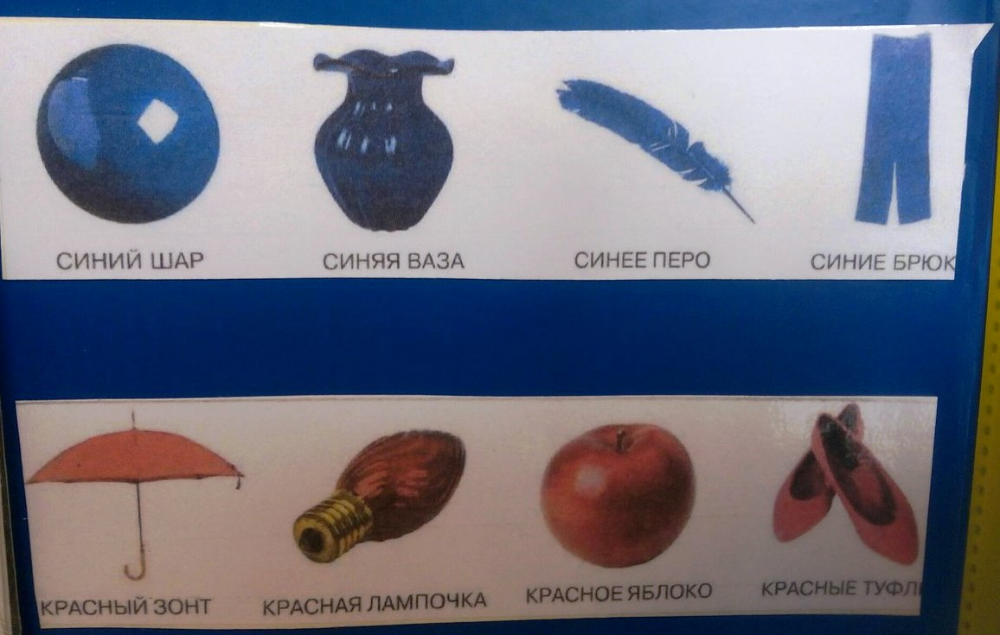 СИНИЙ ШАР
СИНЯЯ ВАЗА
СИНЕЕ ПЕРО
СИНИЕ БРЮК
КРАСНЫЙ ЗОНТ
КРАСНАЯ ЛАМПОЧКА
КРАСНОЕ ЯБЛОКО
КРАСНЫЕ ТУФЛ